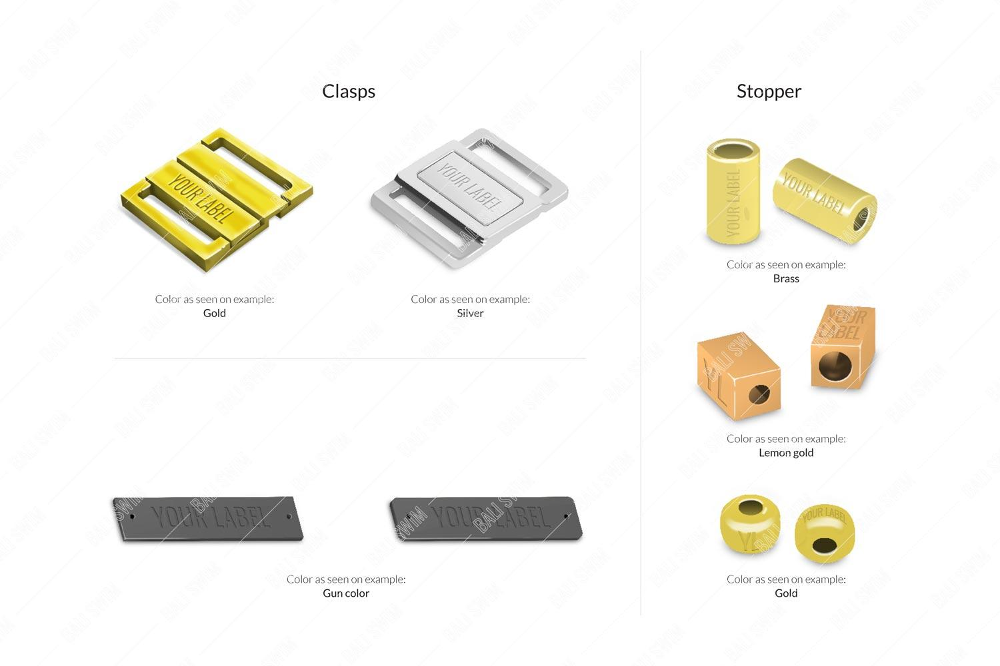 Clasps
YOUR LABEL
YOUR LABEL
Color as seen on example:
Gold
Color as seen on example:
Silver
YOUR LABEL
YOUR LABEL
Color as seen on example:
Gun color
Stopper
YOUR LABEL
YOUR LABEL
Color as seen on example:
Brass
YL
YOUR
LABEL
Color as seen on example:
Lemon gold
YL
YOUR LABEL
Color as seen on example:
Gold
BALI SWIM